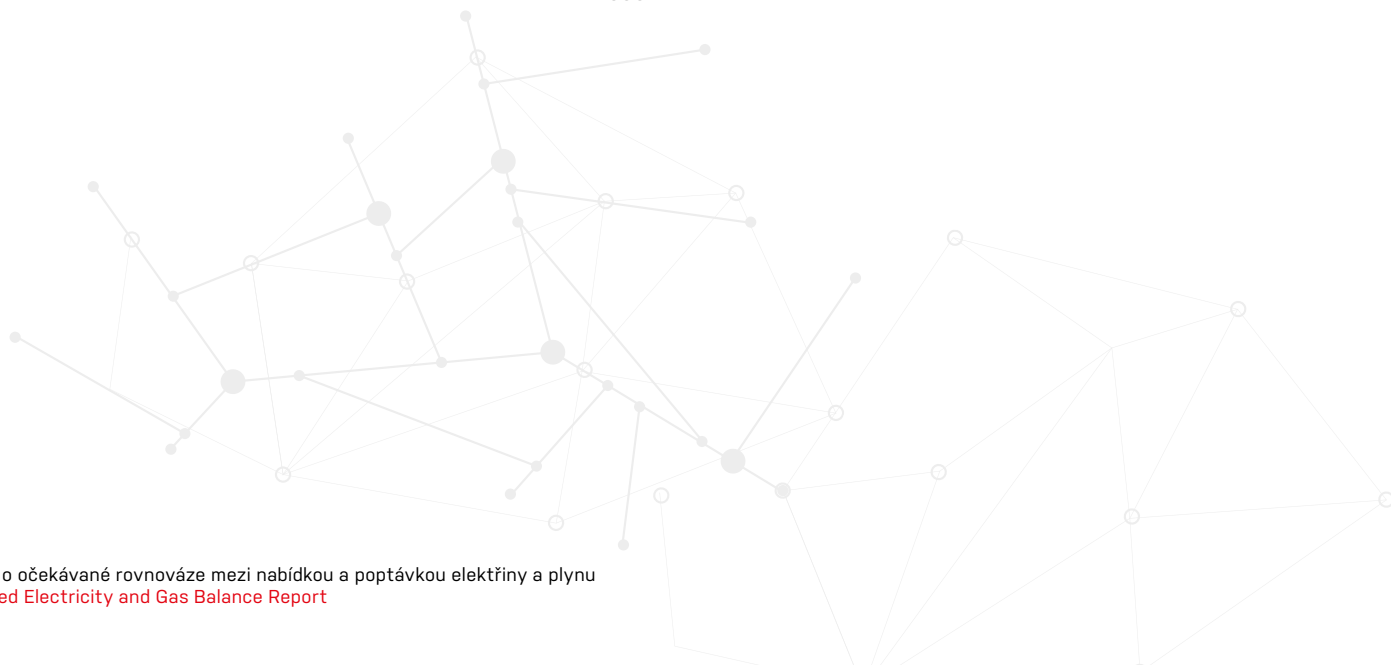 o očekávané rovnováze mezi nabídkou a poptávkou elektřiny a plynu
ed Electricity and Gas Balance Report